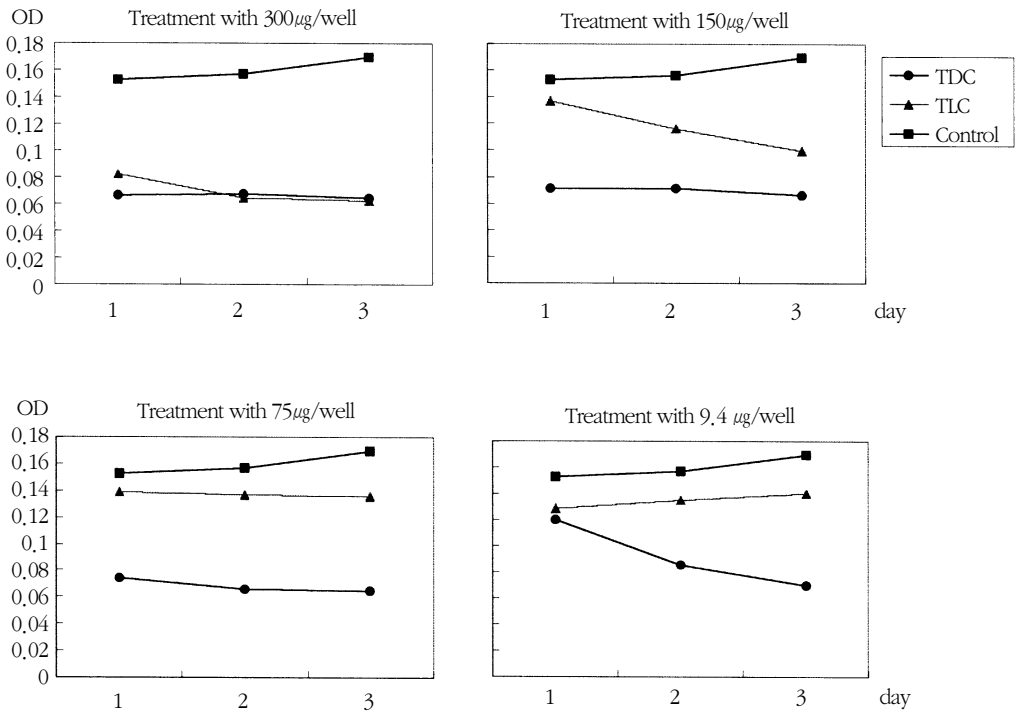 OD
Treatment with 300㎍/well
0.18
0.16
0.14
0.12
0.1
0.08
0.06
0.04
0.02
0
1 2 3
Treatment with 150㎍/well
1 2 3 day
TDC
TLC
Control
OD
Treatment with 75㎍/well
0.18
0.16
0.14
0.12
0.1
0.08
0.06
0.04
0.02
0
1 2 3
Treatment with 9.4 ㎍/well
1 2 3 day